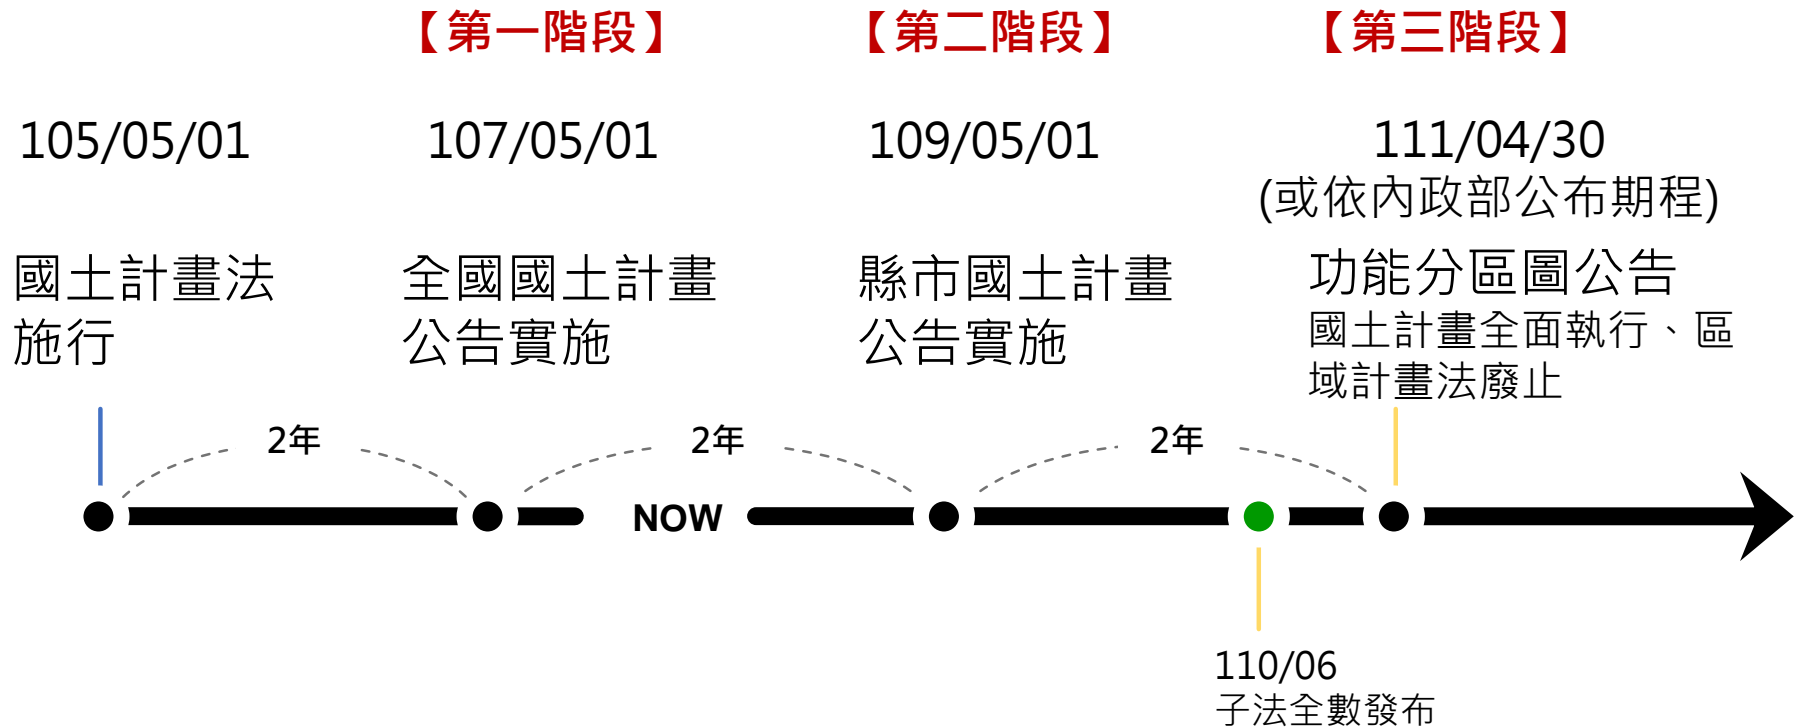 【第一階段】
【第二階段】
【第三階段】
105/05/01
107/05/01
109/05/01
111/04/30
(或依內政部公布期程)
國土計畫法
施行
全國國土計畫
公告實施
縣市國土計畫
公告實施
功能分區圖公告
國土計畫全面執行、區
域計畫法廢止
2年
2年
2年
NOW
110/06
子法全數發布